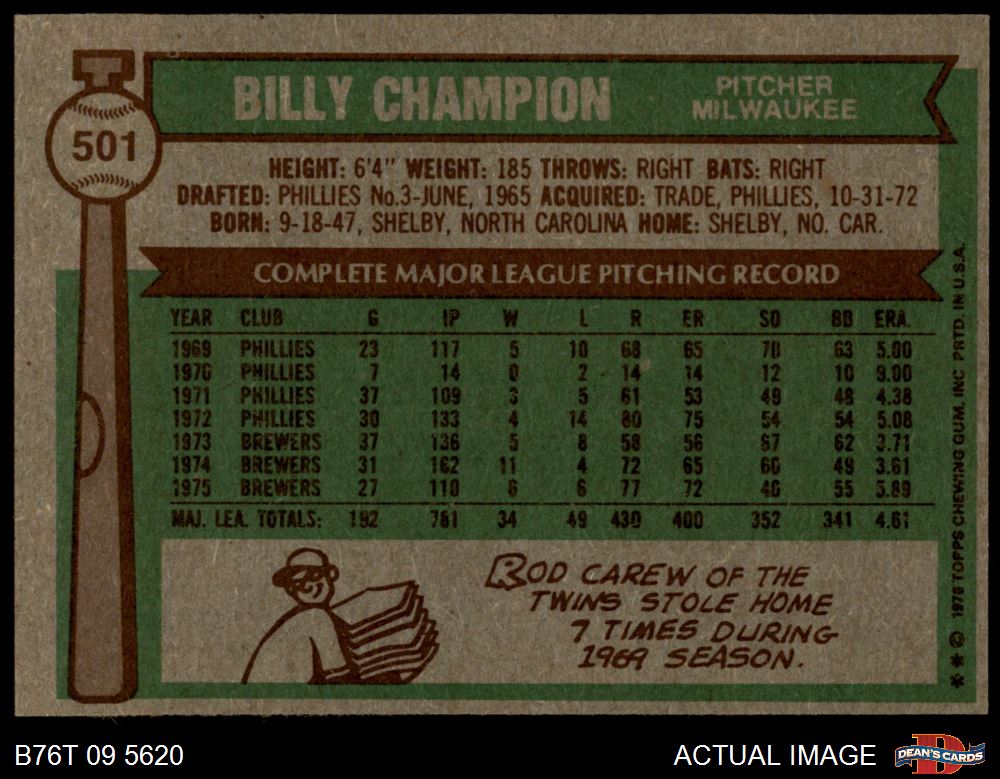 501
BILLY CHAMPION
PITCHER
MILWAUKEE
HEIGHT: 6'4" WEIGHT: 185 THROWS: RIGHT BATS: RIGHT
DRAFTED: PHILLIES No.3-JUNE, 1965 ACQUIRED: TRADE, PHILLIES, 10-31-72
BORN: 9-18-47, SHELBY, NORTH CAROLINA HOME: SHELBY, NO. CAR.
COMPLETE MAJOR LEAGUE PITCHING RECORD
YEAR CLUB G IP W L R ER SO BB ERA.
1969 PHILLIES 23 117 5 10 68 65 70 63 5.00
1970 PHILLIES 7 14 0 2 14 14 12 10 9.00
1971 PHILLIES 37 109 3 5 61 53 49 48 4.38
1972 PHILLIES 30 133 4 14 80 75 54 54 5.08
1973 BREWERS 37 136 5 8 58 56 67 62 3.71
1974 BREWERS 31 162 11 4 72 65 60 49 3.61
1975 BREWERS 27 110 6 6 77 72 40 55 5.89
MAJ. LEA. TOTALS: 192 781 34 49 430 400 352 341 4.61
ROD CAREW OF THE
TWINS STOLE HOME
7 TIMES DURING
1969 SEASON.
** © 1976 TOPPS CHEWING GUM, INC PRTD. IN U.S.A.
B76T 09 5620
ACTUAL IMAGE
D
DEAN'S CARDS